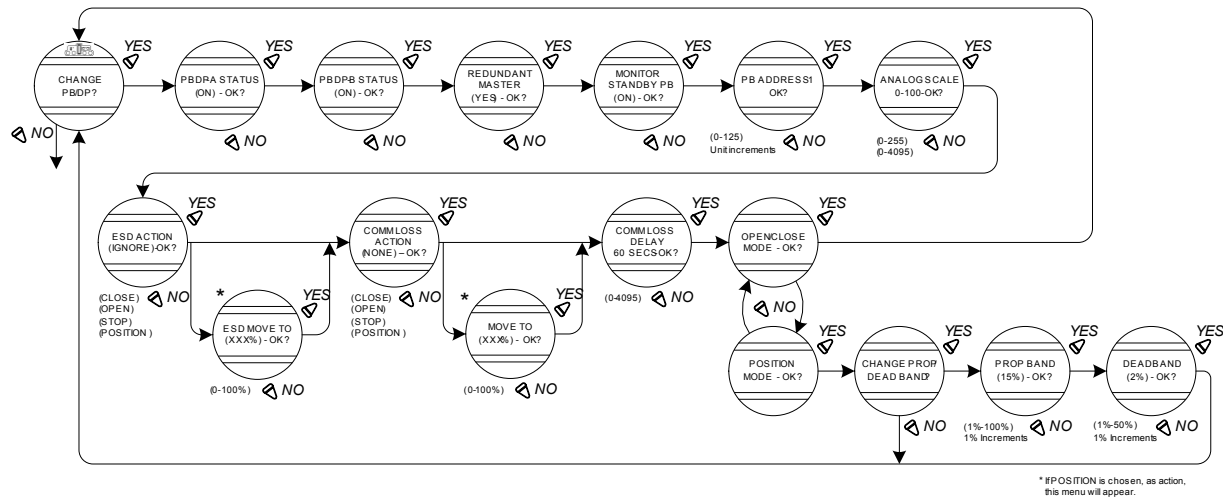 YES
CHANGE
PB/DP?
NO
YES
PBDP-A STATUS
(ON) - OK?
NO
YES
PBDP-B STATUS
(ON) - OK?
NO
YES
REDUNDANT
MASTER
(YES) - OK?
NO
YES
MONITOR
STANDBY PB
(ON) - OK?
NO
YES
PB ADDRESS1
OK?
(0-125)
Unit increments
NO
YES
ANALOG SCALE
0-100-OK?
(0-255)
(0-4095)
NO
YES
ESD ACTION
(IGNORE)-OK?
(CLOSE)
(OPEN)
(STOP)
(POSITION)
NO
*
YES
ESD MOVE TO
(XXX%) - OK?
(0-100%)
NO
YES
COMMLOSS
ACTION
(NONE) – OK?
(CLOSE)
(OPEN)
(STOP)
(POSITION)
NO
*
YES
MOVE TO
(XXX%) - OK?
(0-100%)
NO
YES
COMMLOSS
DELAY
60 SECSOK?
(0-4095)
NO
YES
OPENCLOSE
MODE - OK?
NO
YES
POSITION
MODE - OK?
YES
CHANGE PROP/
DEAD BAND?
NO
YES
PROP BAND
(15%) - OK?
(1%-100%)
1% Increments
NO
YES
DEADBAND
(2%) - OK?
(1%-50%)
1% Increments
NO
* If POSITION is chosen, as action,
this menu will appear.